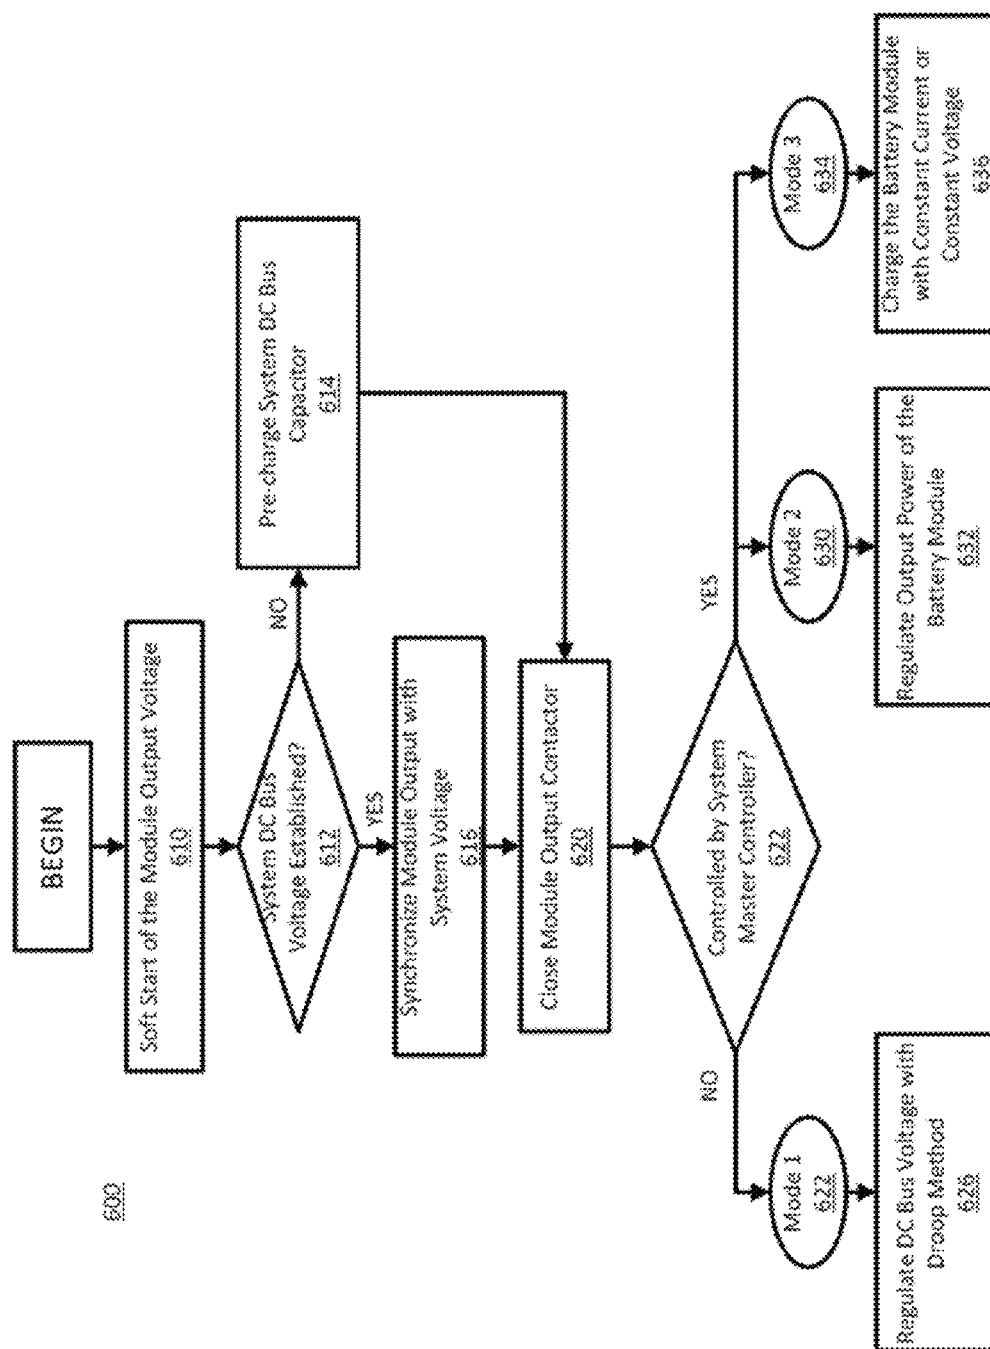 600
BEGIN
Soft Start of the Module Output Voltage
610
System DC Bus
Voltage Established?
612
NO
Pre-charge System DC Bus
Capacitor
614
YES
Synchronize Module Output with
System Voltage
616
Close Module Output Contactor
620
Controlled by System
Master Controller?
622
NO
YES
Mode 1
622
Mode 2
630
Mode 3
634
Regulate DC Bus Voltage with
Droop Method
626
Regulate Output Power of the
Battery Module
632
Charge the Battery Module
with Constant Current or
Constant Voltage
636